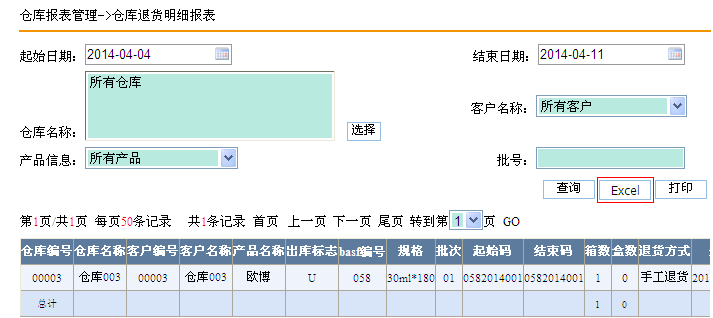 仓库报表管理->仓库退货明细报表
起始日期: 2014-04-04 结束日期: 2014-04-11
所有仓库
仓库名称: 选择 客户名称: 所有客户
产品信息: 所有产品 批号:
查询 Excel 打印
第1页/共1页 每页50条记录 共1条记录 首页 上一页 下一页 尾页 转到第 1 页 GO
仓库编号 仓库名称 客户编号 客户名称 产品名称 出库标志 basf编号 规格 批次 起始码 结束码 箱数 盒数 退货方式
00003 仓库003 00003 仓库003 欧博 U 058 30ml*180 01 0582014001 0582014001 1 0 手工退货 201
总计 1 0